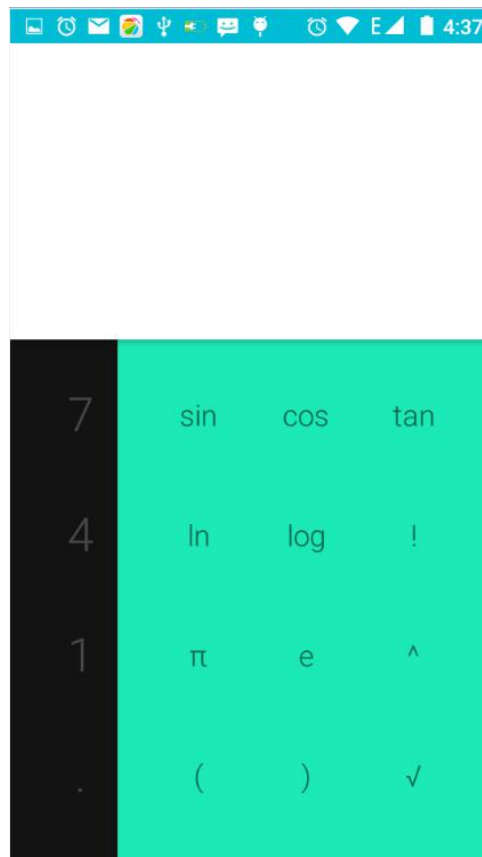 E 4:37
7 sin cos tan
4 ln log !
1 π e ^
. ( ) √